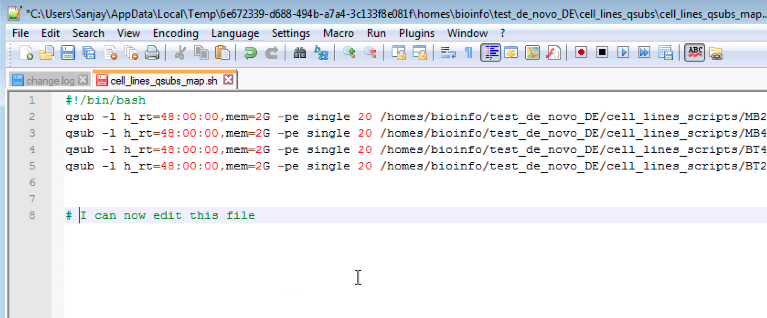 *C:\Users\Sanjay\AppData\Local\Temp\6e672339-d688-494b-a7a4-3c133f8e081f\homes\bioinfo\test_de_novo_DE\cell_lines_qsubs\cell_lines_qsubs_map..
File Edit Search View Encoding Language Settings Macro Run Plugins Window ?
ABC
change.log cell_lines_qsubs_map.sh
1 #!/bin/bash
2 qsub -l h_rt=48:00:00,mem=2G -pe single 20 /homes/bioinfo/test_de_novo_DE/cell_lines_scripts/MB2
3 qsub -l h_rt=48:00:00,mem=2G -pe single 20 /homes/bioinfo/test_de_novo_DE/cell_lines_scripts/MB4
4 qsub -l h_rt=48:00:00,mem=2G -pe single 20 /homes/bioinfo/test_de_novo_DE/cell_lines_scripts/BT4
5 qsub -l h_rt=48:00:00,mem=2G -pe single 20 /homes/bioinfo/test_de_novo_DE/cell_lines_scripts/BT2
6
7
8 # I can now edit this file